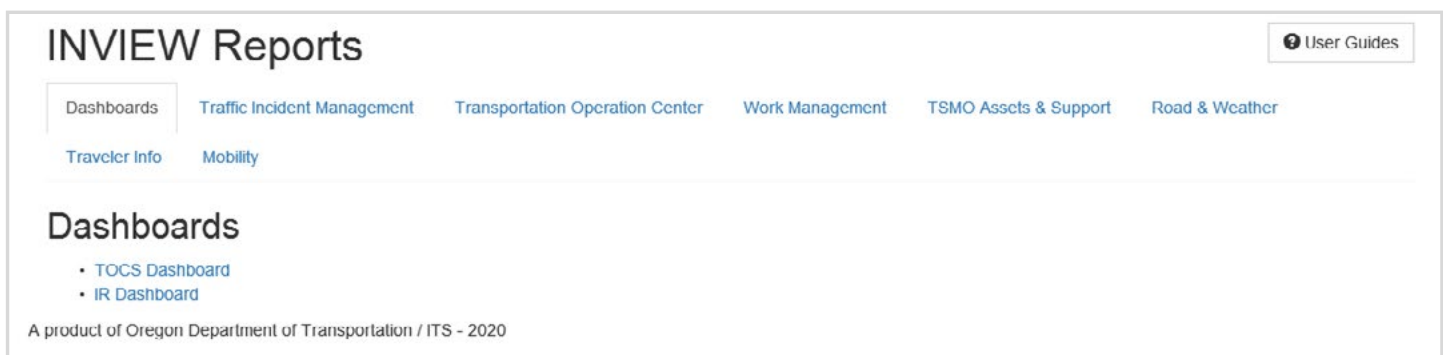 INVIEW Reports
User Guides
Dashboards Traffic Incident Management Transportation Operation Center Work Management TSMO Assets & Support Road & Weather
Traveler Info Mobility
Dashboards
• TOCS Dashboard
• IR Dashboard
A product of Oregon Department of Transportation / ITS - 2020